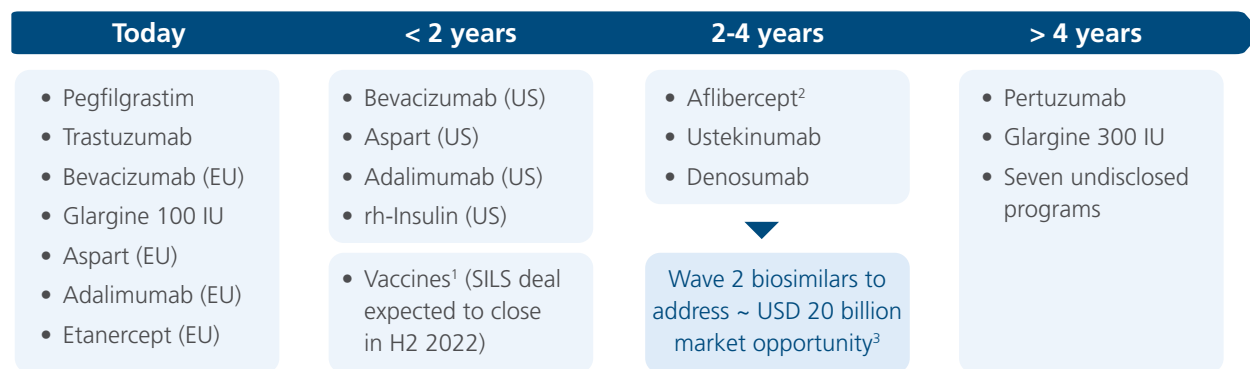 Today
< 2 years
2-4 years
> 4 years
• Pegfilgrastim
• Trastuzumab
• Bevacizumab (EU)
• Glargine 100 IU
• Aspart (EU)
• Adalimumab (EU)
• Etanercept (EU)
• Bevacizumab (US)
• Aspart (US)
• Adalimumab (US)
• rh-Insulin (US)
• Vaccines¹ (SILS deal
expected to close
in H2 2022)
• Aflibercept²
• Ustekinumab
• Denosumab
Wave 2 biosimilars to
address ~ USD 20 billion
market opportunity³
• Pertuzumab
• Glargine 300 IU
• Seven undisclosed
programs